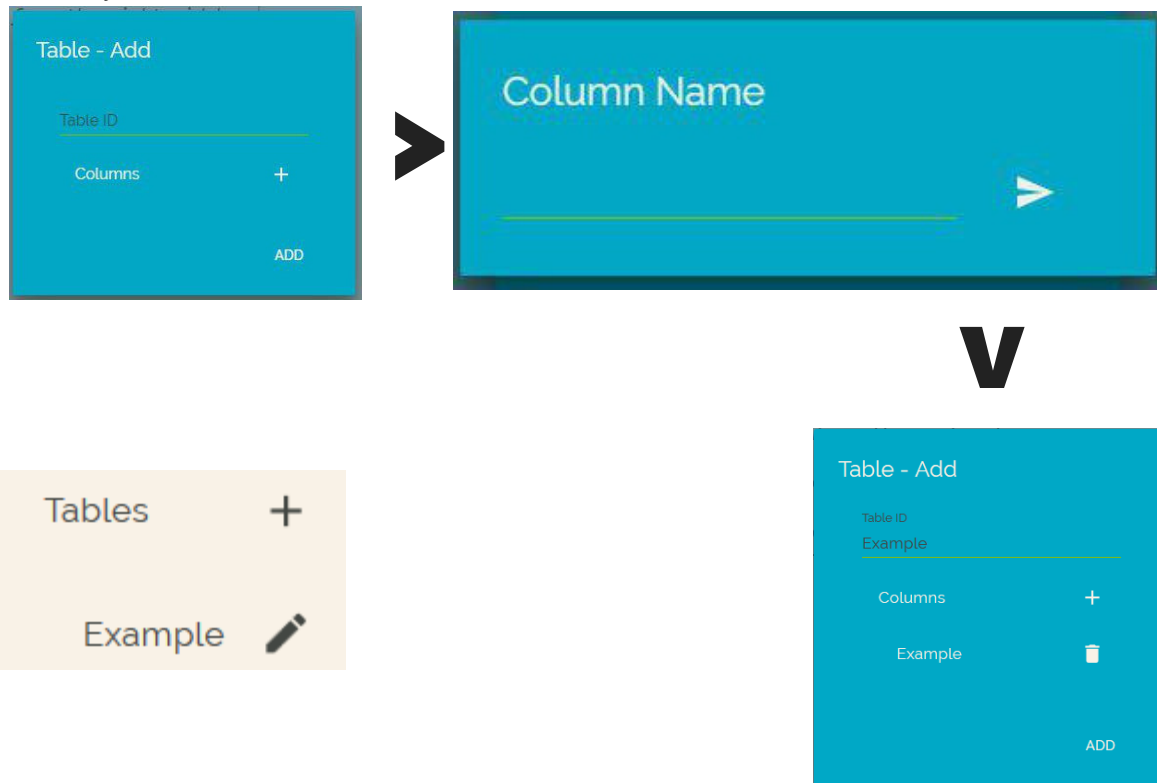 Table - Add
Table ID
Columns +
ADD
>
Column Name
V
Table - Add
Table ID
Example
Columns +
Example
ADD
Tables +
Example